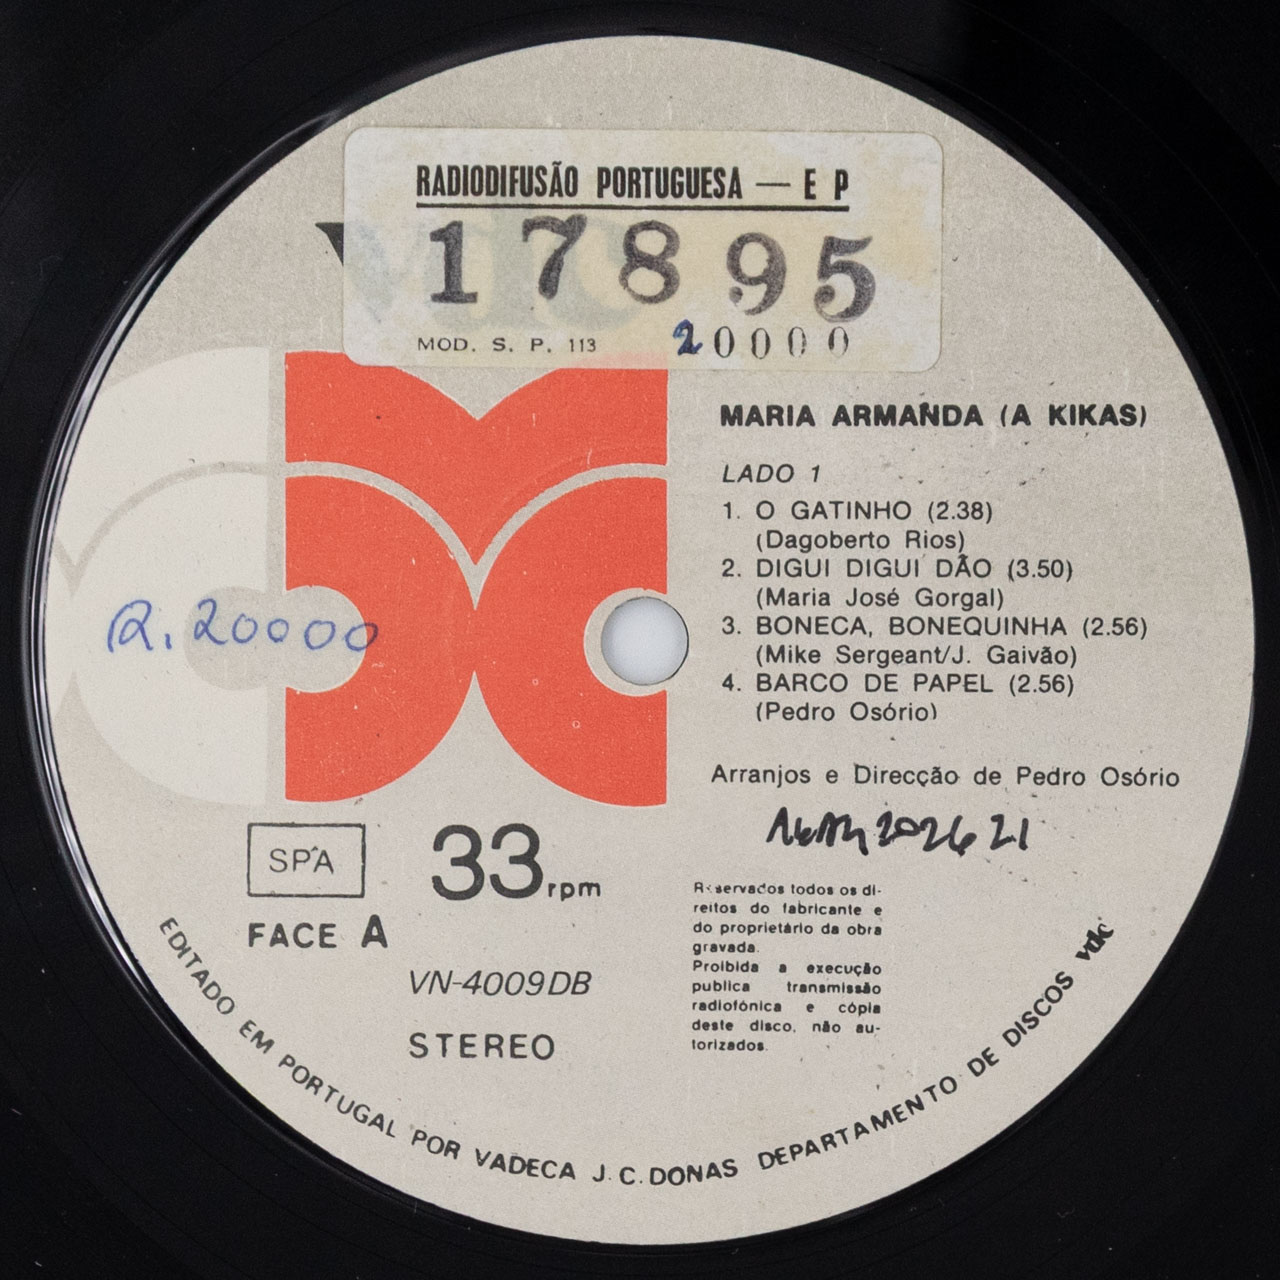 RADIODIFUSÃO PORTUGUESA — E P
17895
MOD. S. P. 113
20000
MARIA ARMANDA (A KIKAS)
LADO 1
1. O GATINHO (2.38)
(Dagoberto Rios)
2. DIGUI DIGUI DÃO (3.50)
(Maria José Gorgal)
3. BONECA, BONEQUINHA (2.56)
(Mike Sergeant/J. Gaivão)
4. BARCO DE PAPEL (2.56)
(Pedro Osório)
R. 20000
Arranjos e Direcção de Pedro Osório
202621
SPA
33 rpm
FACE A
VN-4009DB
STEREO
Reservados todos os di-
reitos do fabricante e
do proprietário da obra
gravada.
Proibida a execução
publica transmissão
radiofónica e cópia
deste disco, não au-
torizados.
EDITADO EM PORTUGAL POR VADECA J.C.DONAS DEPARTAMENTO DE DISCOS vdc